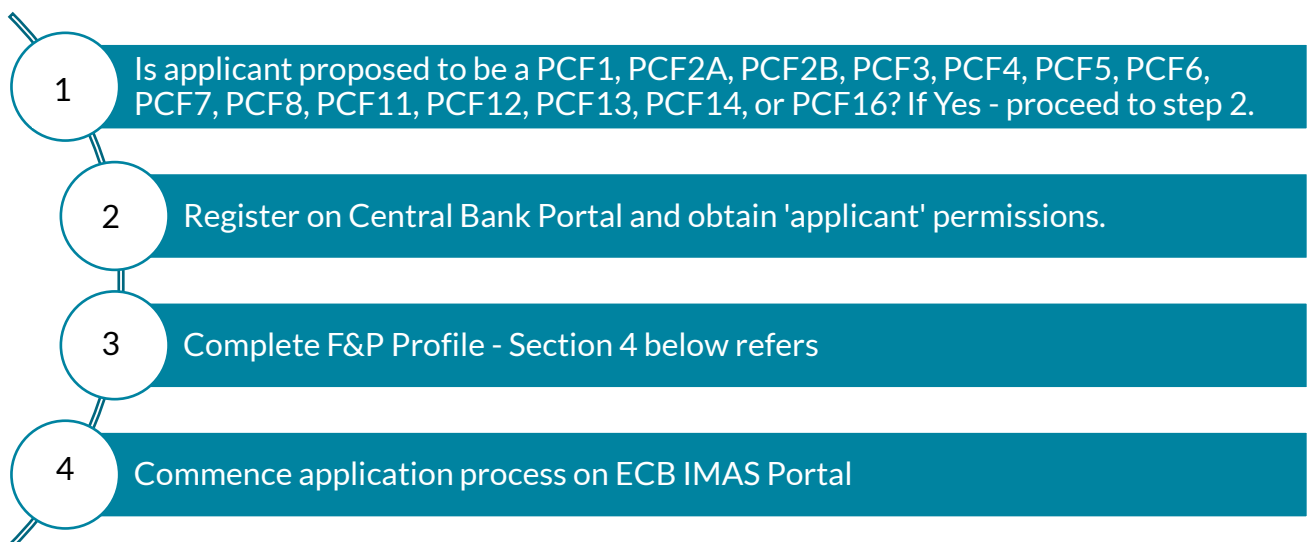 1
Is applicant proposed to be a PCF1, PCF2A, PCF2B, PCF3, PCF4, PCF5, PCF6,
PCF7, PCF8, PCF11, PCF12, PCF13, PCF14, or PCF16? If Yes - proceed to step 2.
2
Register on Central Bank Portal and obtain 'applicant' permissions.
3
Complete F&P Profile - Section 4 below refers
4
Commence application process on ECB IMAS Portal